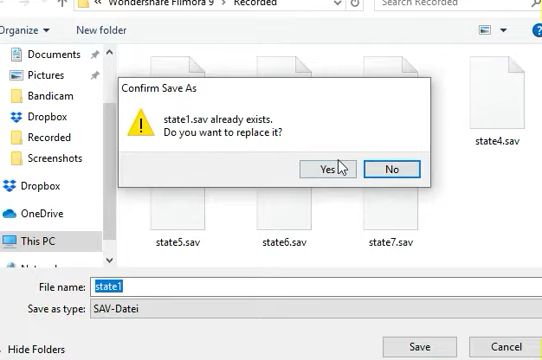 « Wondershare Filmora 9 › Recorded
Search Recorded
Organize
New folder
Documents
Pictures
Bandicam
Dropbox
Recorded
Screenshots
Dropbox
OneDrive
This PC
state4.sav
state5.sav
state6.sav
state7.sav
Confirm Save As
state1.sav already exists.
Do you want to replace it?
Yes
No
File name:
state1
Save as type:
SAV-Datei
Hide Folders
Save
Cancel